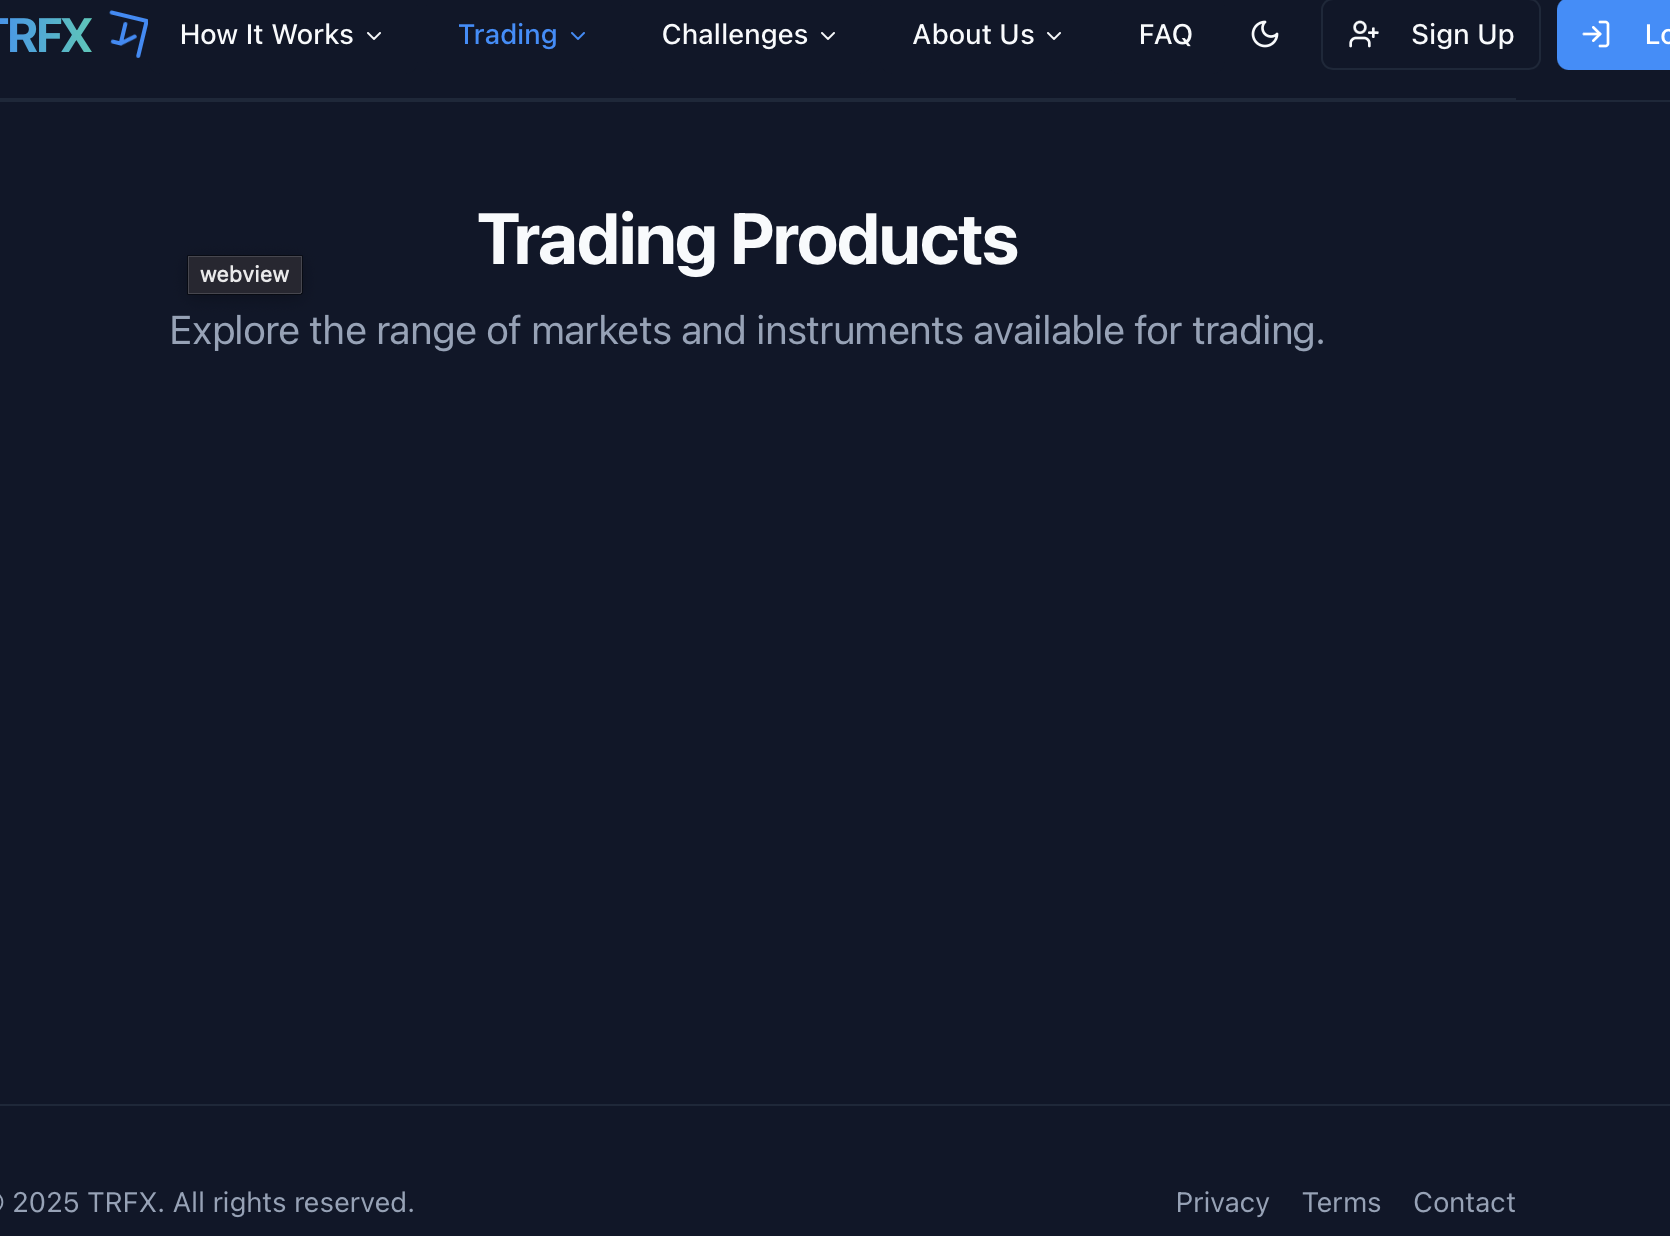 TRFX
How It Works
Trading
Challenges
About Us
FAQ
Sign Up
Lo
Trading Products
webview
Explore the range of markets and instruments available for trading.
© 2025 TRFX. All rights reserved.
Privacy
Terms
Contact